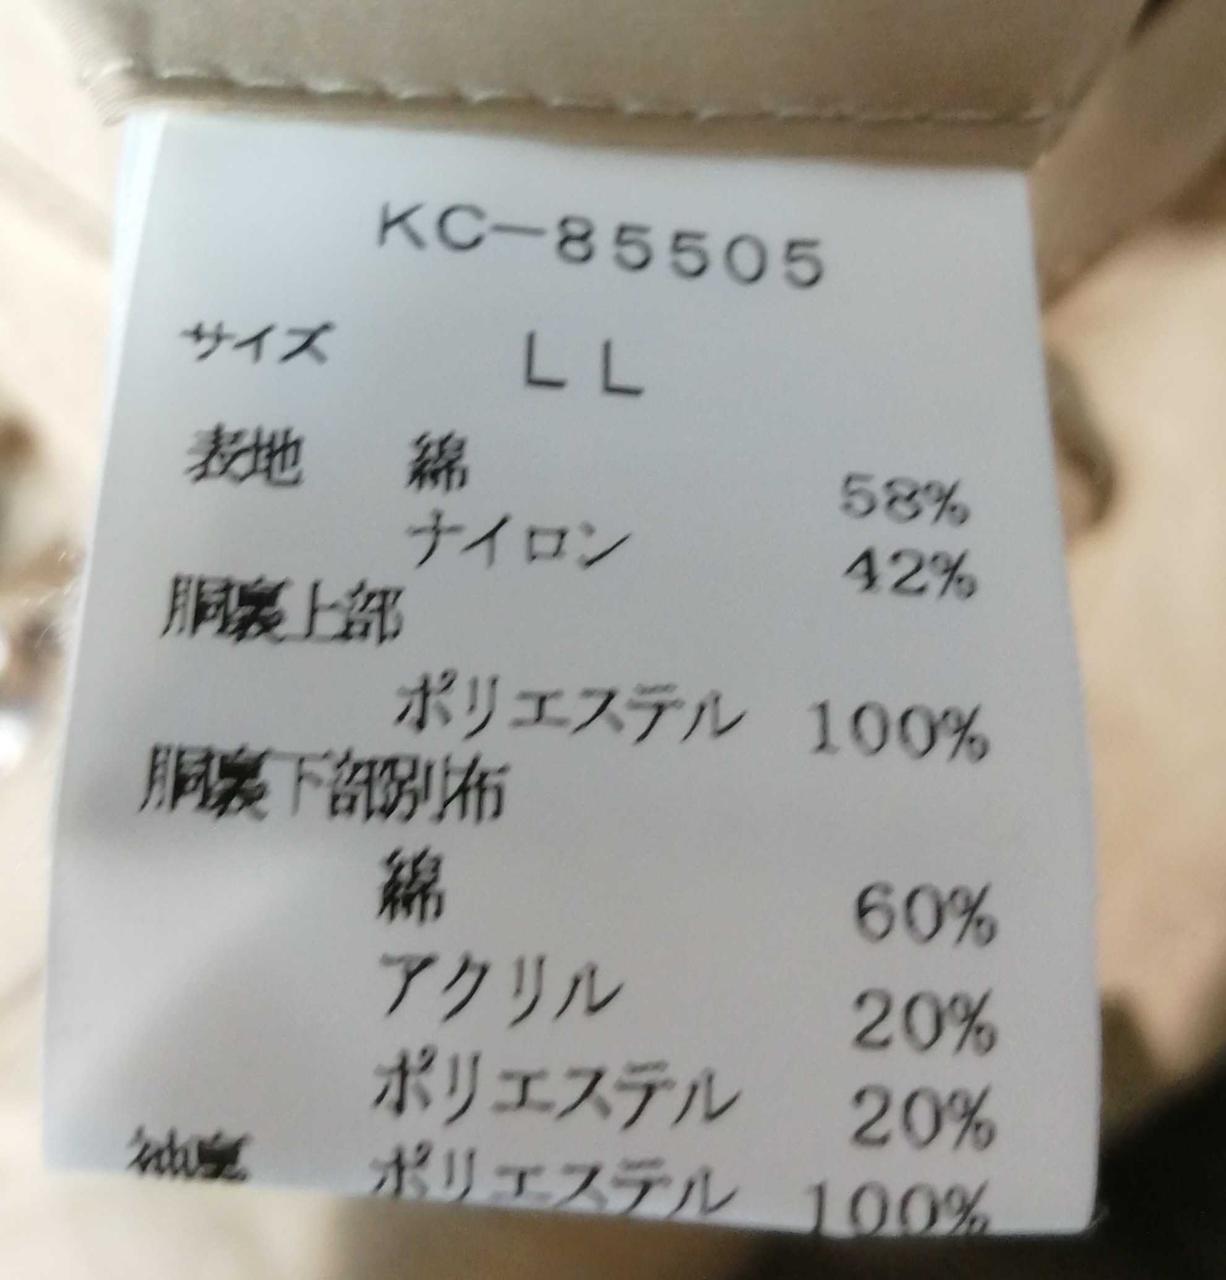 KC-85505
サイズ LL
表地 綿 58%
ナイロン 42%
胴裏上部
ポリエステル 100%
胴裏下部別布
綿 60%
アクリル 20%
ポリエステル 20%
袖裏 ポリエステル 100%